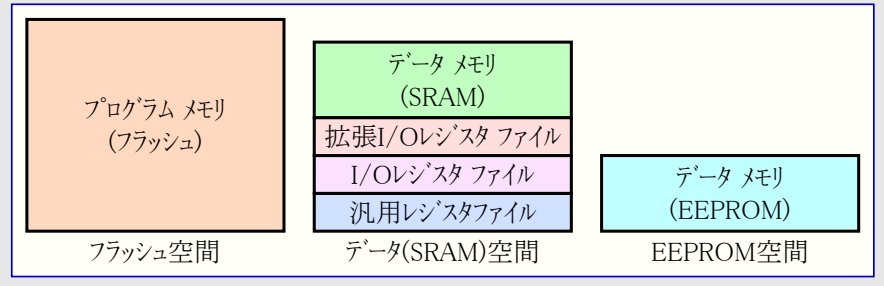 プログラム メモリ
(フラッシュ)
フラッシュ空間
データ メモリ
(SRAM)
拡張I/Oレジスタ ファイル
I/Oレジスタ ファイル
汎用レジスタファイル
データ(SRAM)空間
データ メモリ
(EEPROM)
EEPROM空間